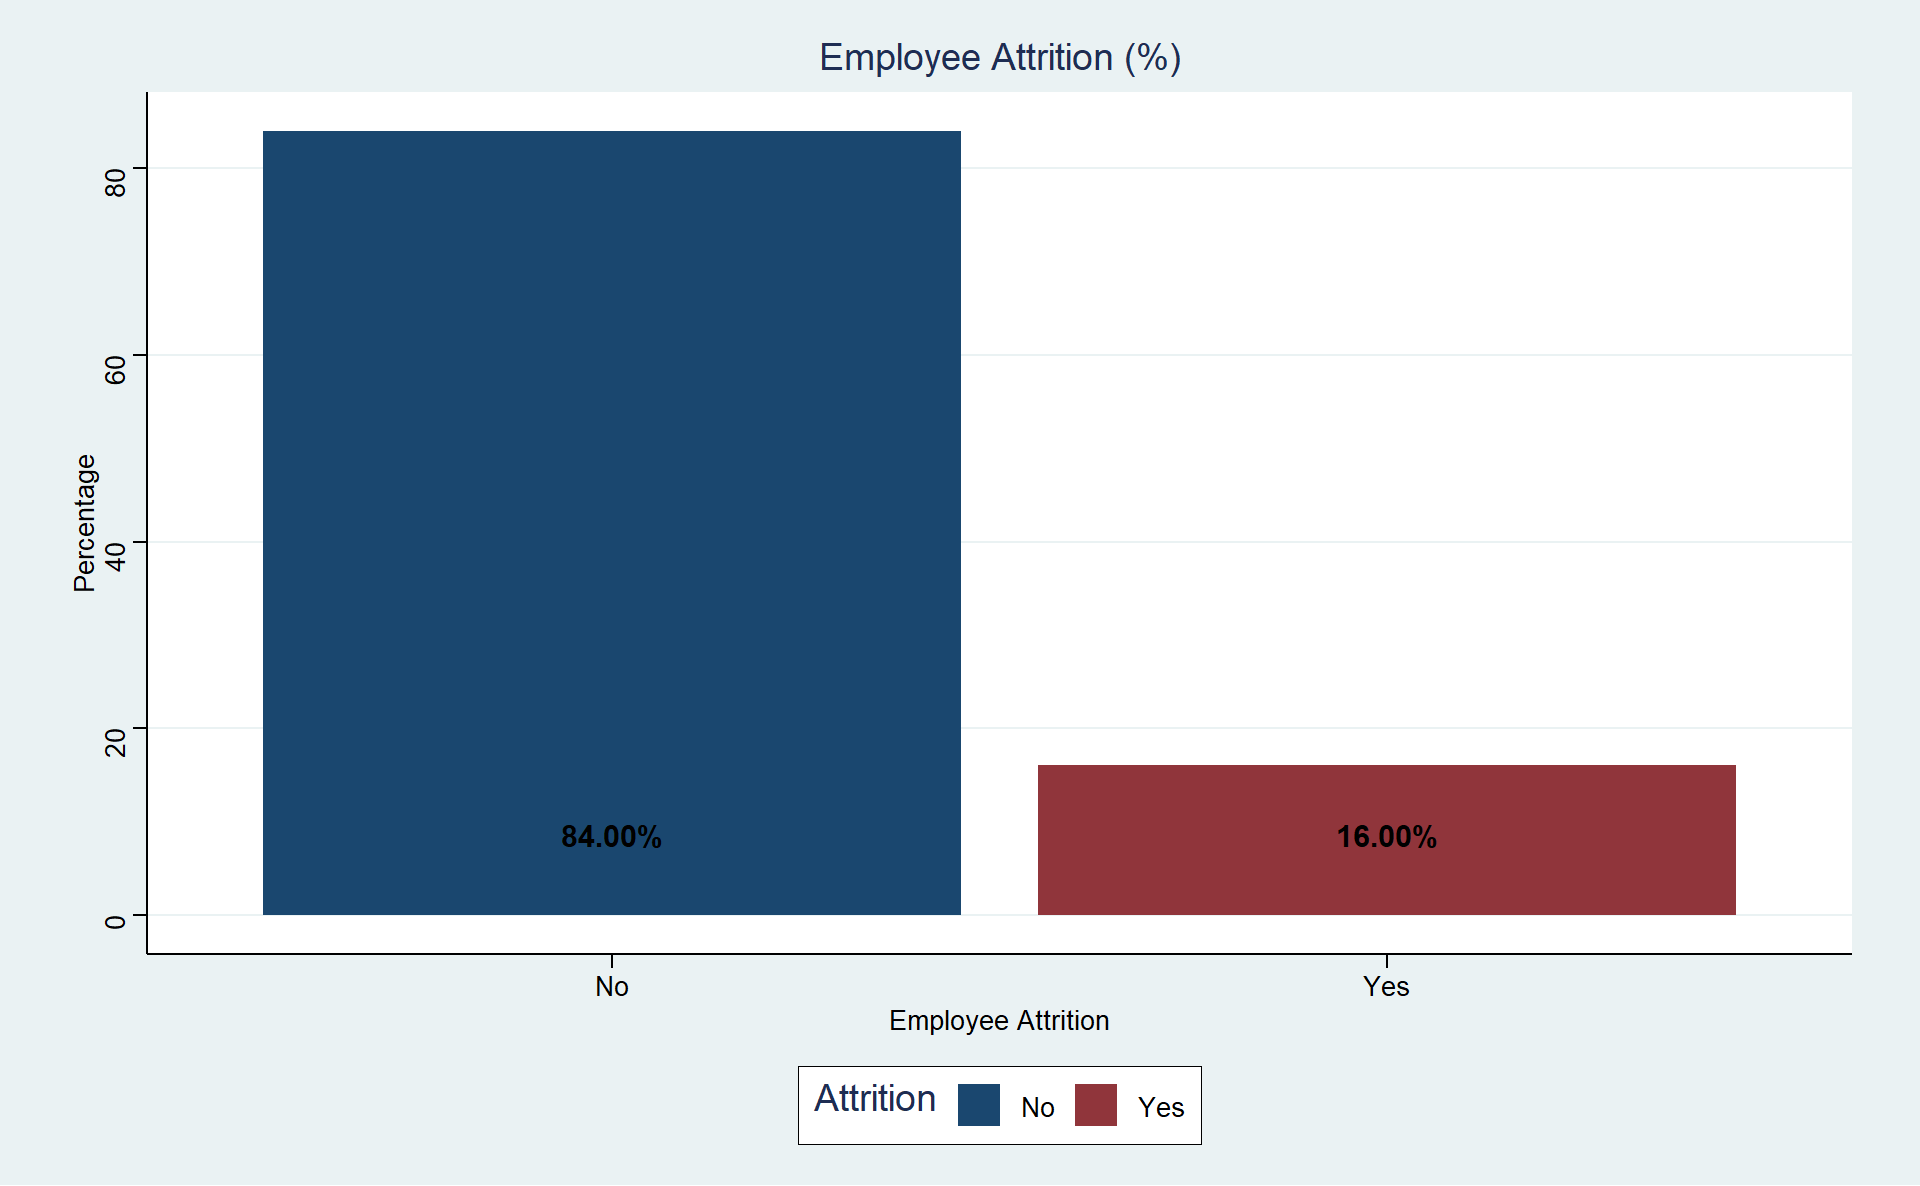 Employee Attrition (%)
Percentage
80
60
40
20
0
84.00%
16.00%
No
Yes
Employee Attrition
Attrition No Yes